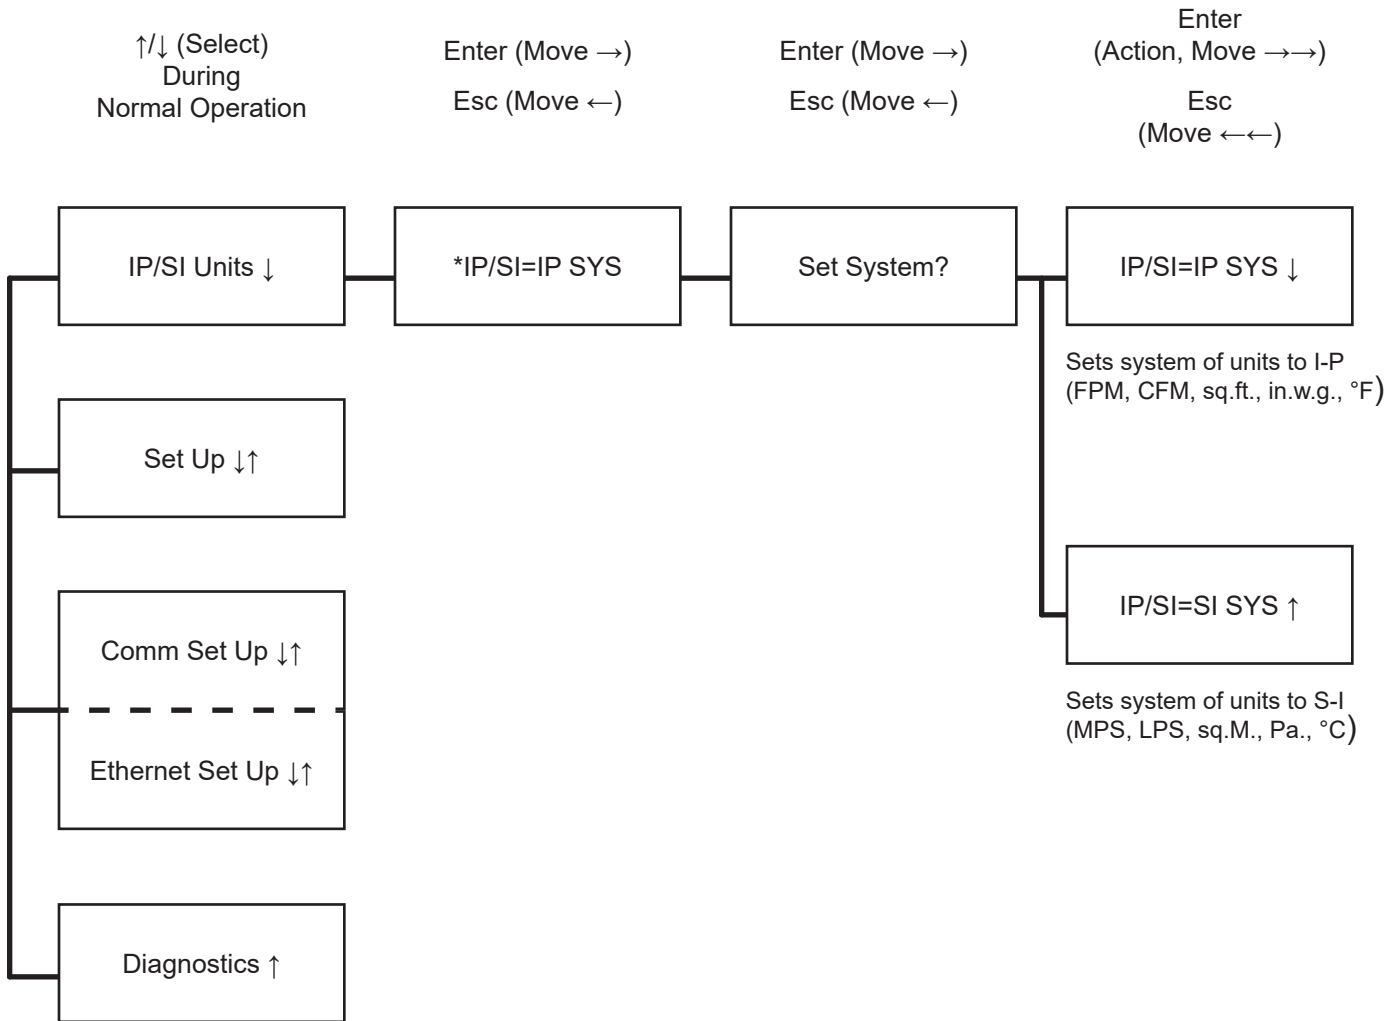 ↑/↓ (Select)
During
Normal Operation
Enter (Move →)
Esc (Move ←)
Enter (Move →)
Esc (Move ←)
Enter
(Action, Move →→)
Esc
(Move ←←)
IP/SI Units ↓
*IP/SI=IP SYS
Set System?
IP/SI=IP SYS ↓
Sets system of units to I-P
(FPM, CFM, sq.ft., in.w.g., °F)
Set Up ↓↑
Comm Set Up ↓↑
Ethernet Set Up ↓↑
IP/SI=SI SYS ↑
Sets system of units to S-I
(MPS, LPS, sq.M., Pa., °C)
Diagnostics ↑